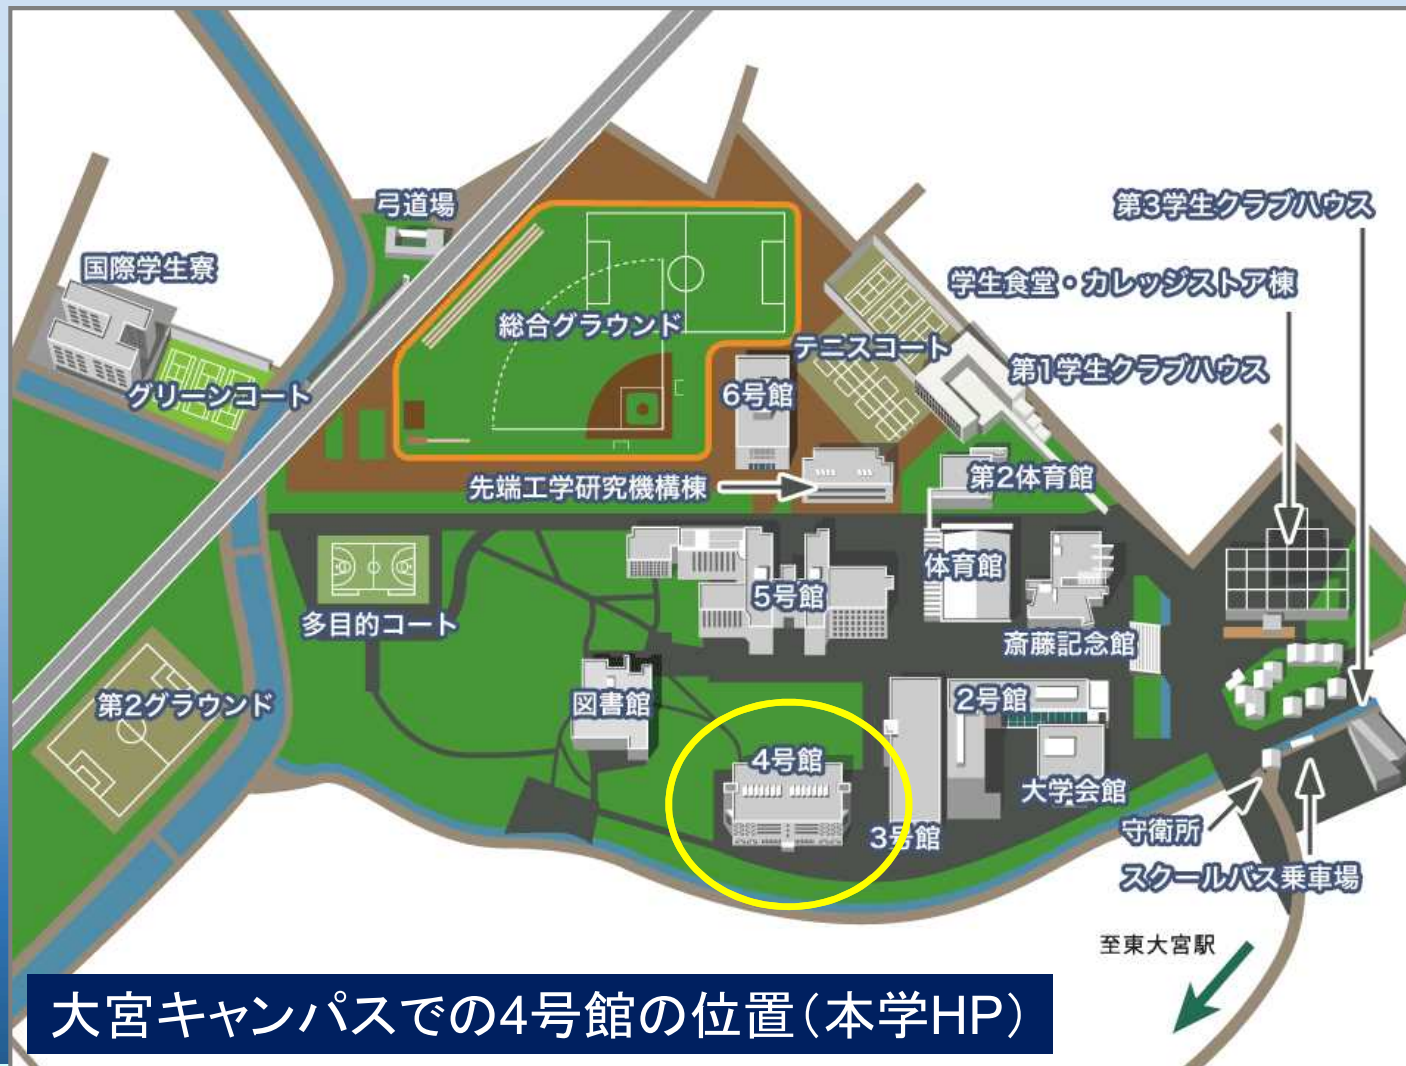 弓道場
第3学生クラブハウス
国際学生寮
学生食堂・カレッジストア棟
総合グラウンド
テニスコート
第1学生クラブハウス
グリーンコート
6号館
先端工学研究機構棟
第2体育館
体育館
5号館
多目的コート
斎藤記念館
第2グラウンド
図書館
2号館
4号館
大学会館
3号館
守衛所
スクールバス乗車場
至東大宮駅
大宮キャンパスでの4号館の位置(本学HP)